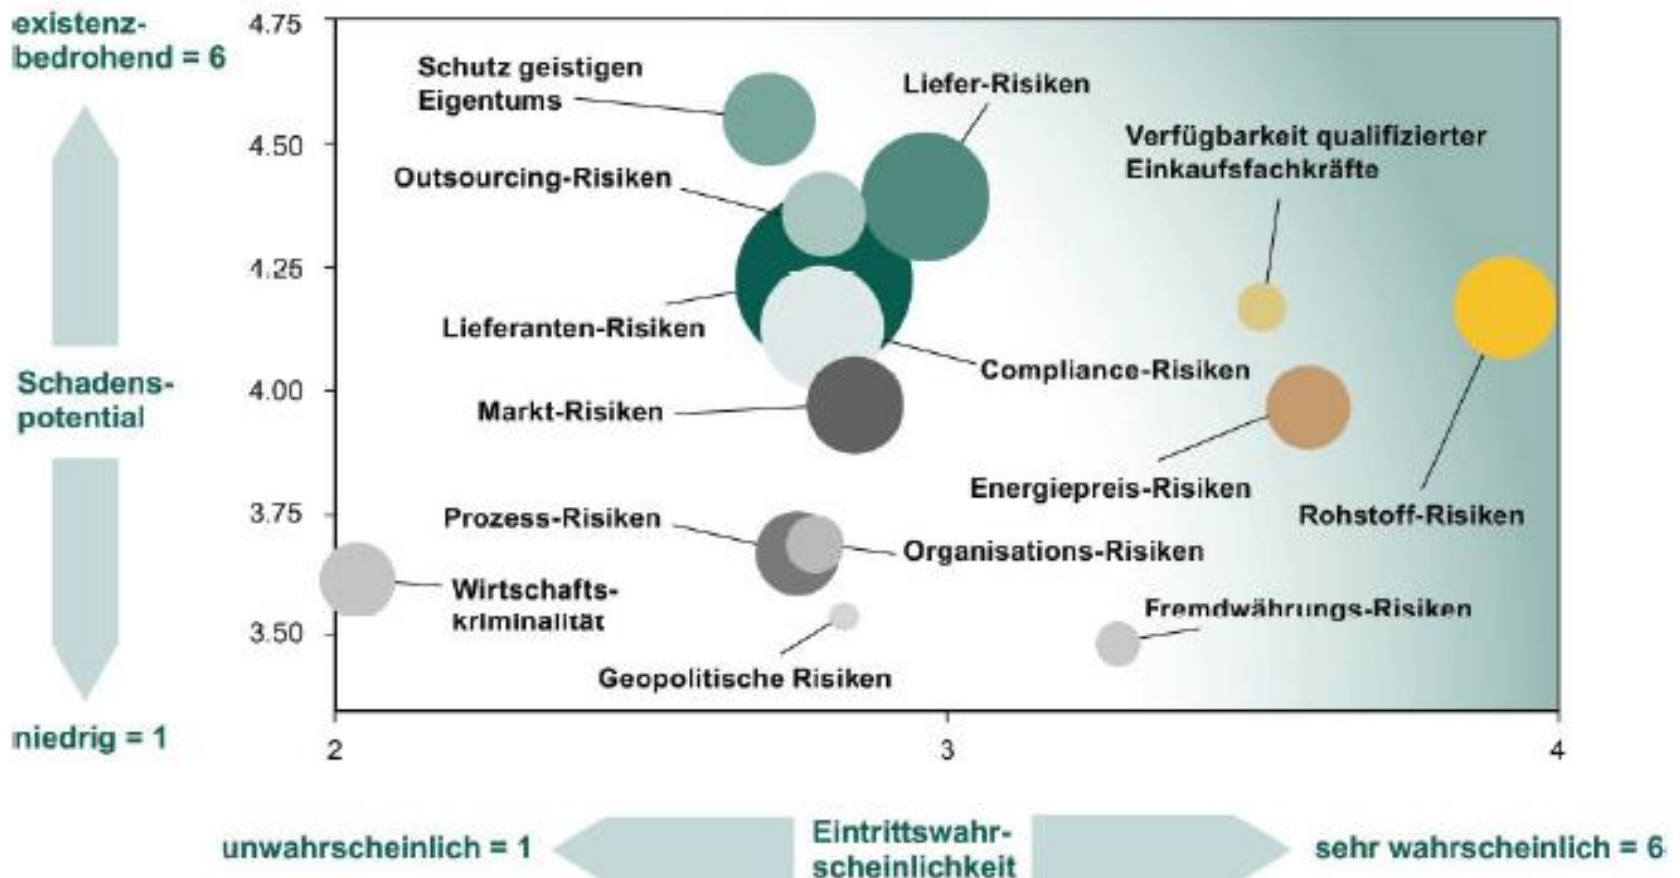 existenz-
bedrohend = 6
Schadens-
potential
niedrig = 1
4.75
4.50
4.25
4.00
3.75
3.50
Schutz geistigen
Eigentums
Liefer-Risiken
Verfügbarkeit qualifizierter
Einkaufsfachkräfte
Outsourcing-Risiken
Lieferanten-Risiken
Compliance-Risiken
Markt-Risiken
Energiepreis-Risiken
Rohstoff-Risiken
Prozess-Risiken
Organisations-Risiken
Wirtschafts-
kriminalität
Fremdwährungs-Risiken
Geopolitische Risiken
2
3
4
unwahrscheinlich = 1
Eintrittswahr-
scheinlichkeit
sehr wahrscheinlich = 6